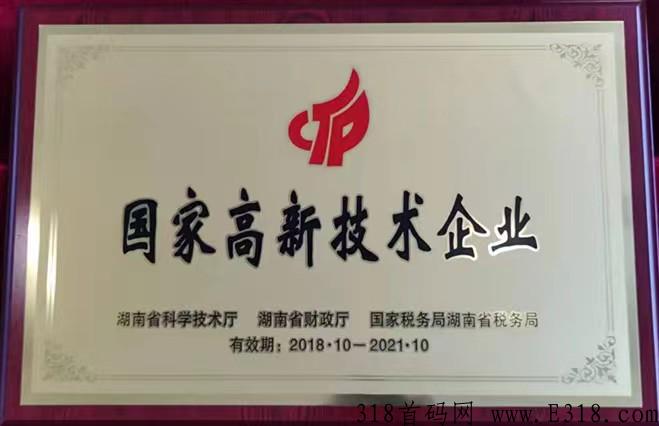 CTP
国家高新技术企业
湖南省科学技术厅 湖南省财政厅 国家税务局湖南省税务局
有效期：2018·10—2021·10
318首码网 www.E318.com